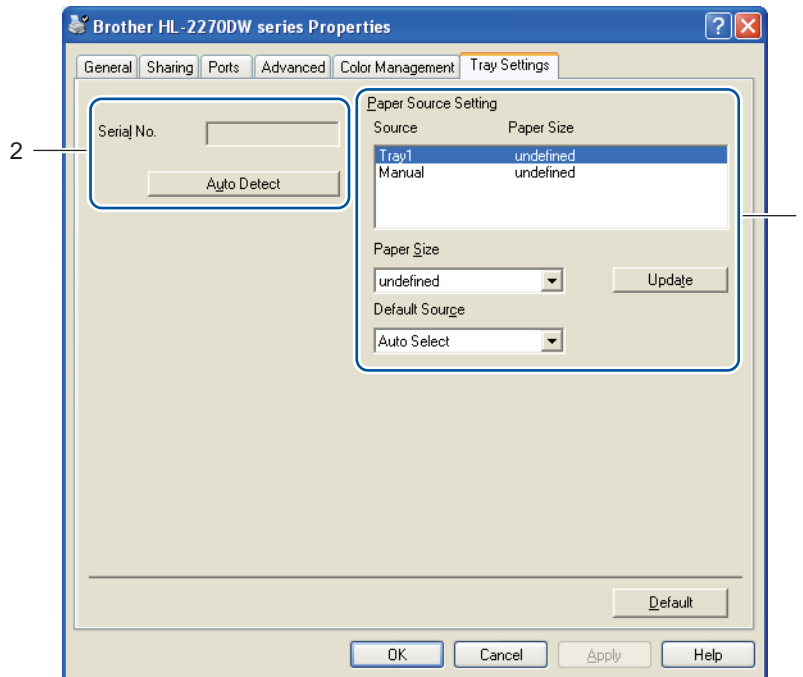 Brother HL-2270DW series Properties
General Sharing Ports Advanced Color Management Tray Settings
2
Serial No.
Auto Detect
Paper Source Setting
Source Paper Size
Tray1 undefined
Manual undefined
Paper Size
undefined
Update
Default Source
Auto Select
Default
OK Cancel Apply Help